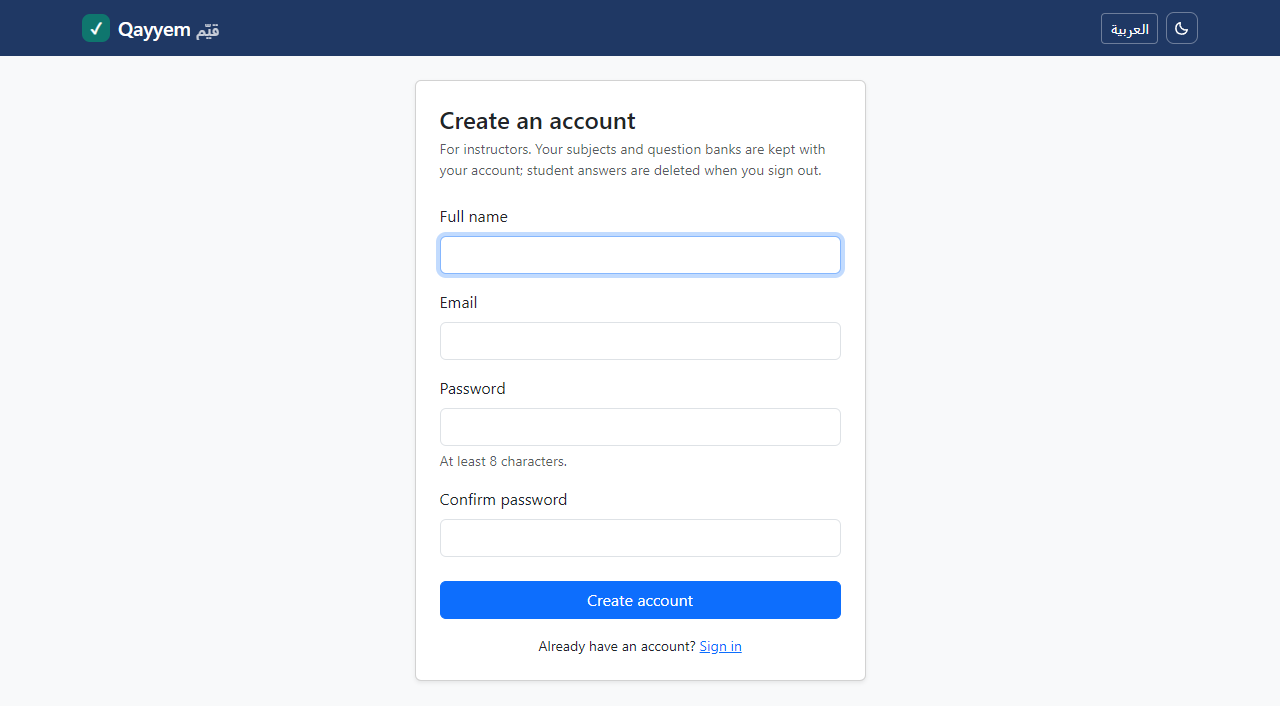 ✓ Qayyem قيّم
العربية
Create an account
For instructors. Your subjects and question banks are kept with
your account; student answers are deleted when you sign out.
Full name
Email
Password
At least 8 characters.
Confirm password
Create account
Already have an account? Sign in